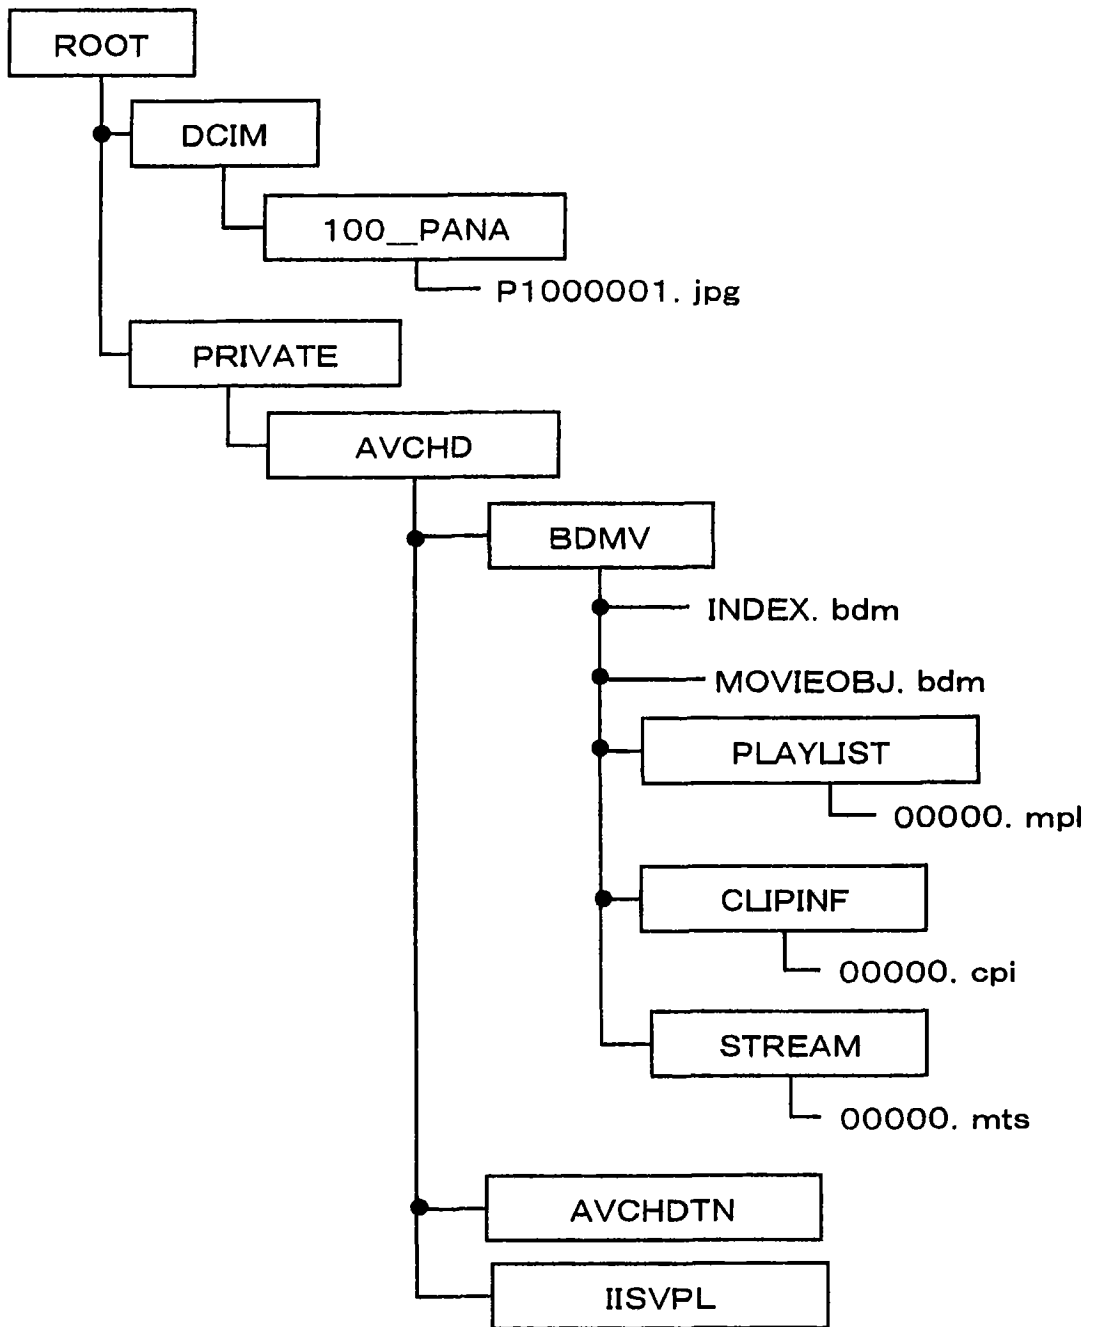 ROOT
DCIM
100__PANA
P1000001. jpg
PRIVATE
AVCHD
BDMV
INDEX. bdm
MOVIEOBJ. bdm
PLAYLIST
00000. mpl
CLIPINF
00000. cpi
STREAM
00000. mts
AVCHDTN
IISVPL